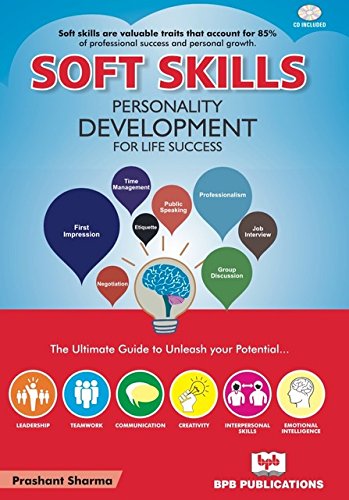 CD INCLUDED
Soft skills are valuable traits that account for 85%
of professional success and personal growth.
SOFT SKILLS
PERSONALITY
DEVELOPMENT
FOR LIFE SUCCESS
Time
Management
Public
Speaking
Professionalism
First
Impression
Etiquette
Job
Interview
Negotiation
Group
Discussion
The Ultimate Guide to Unleash your Potential...
LEADERSHIP
TEAMWORK
COMMUNICATION
CREATIVITY
INTERPERSONAL
SKILLS
EMOTIONAL
INTELLIGENCE
Prashant Sharma
bpb
BPB PUBLICATIONS